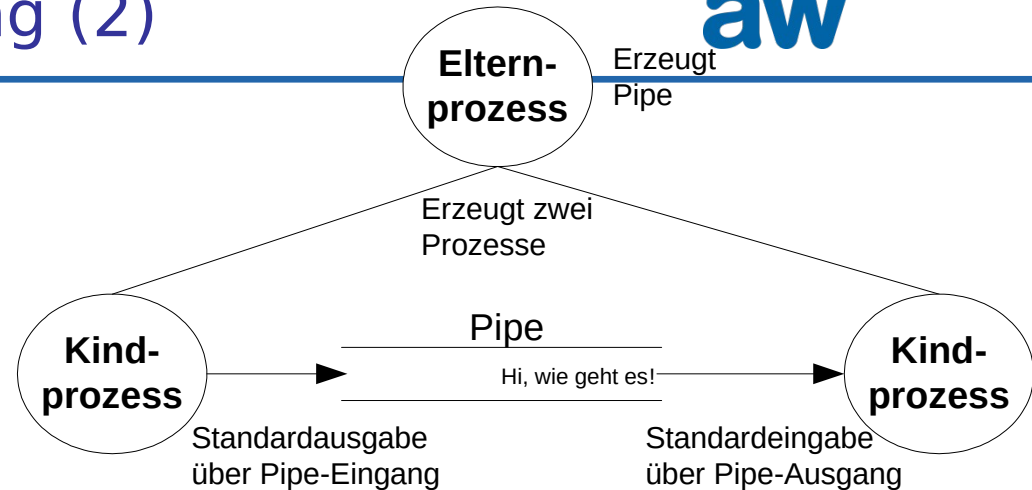 ng (2)
aw
Eltern-
prozess
Erzeugt
Pipe
Erzeugt zwei
Prozesse
Kind-
prozess
Pipe
Hi, wie geht es!
Kind-
prozess
Standardausgabe
über Pipe-Eingang
Standardeingabe
über Pipe-Ausgang